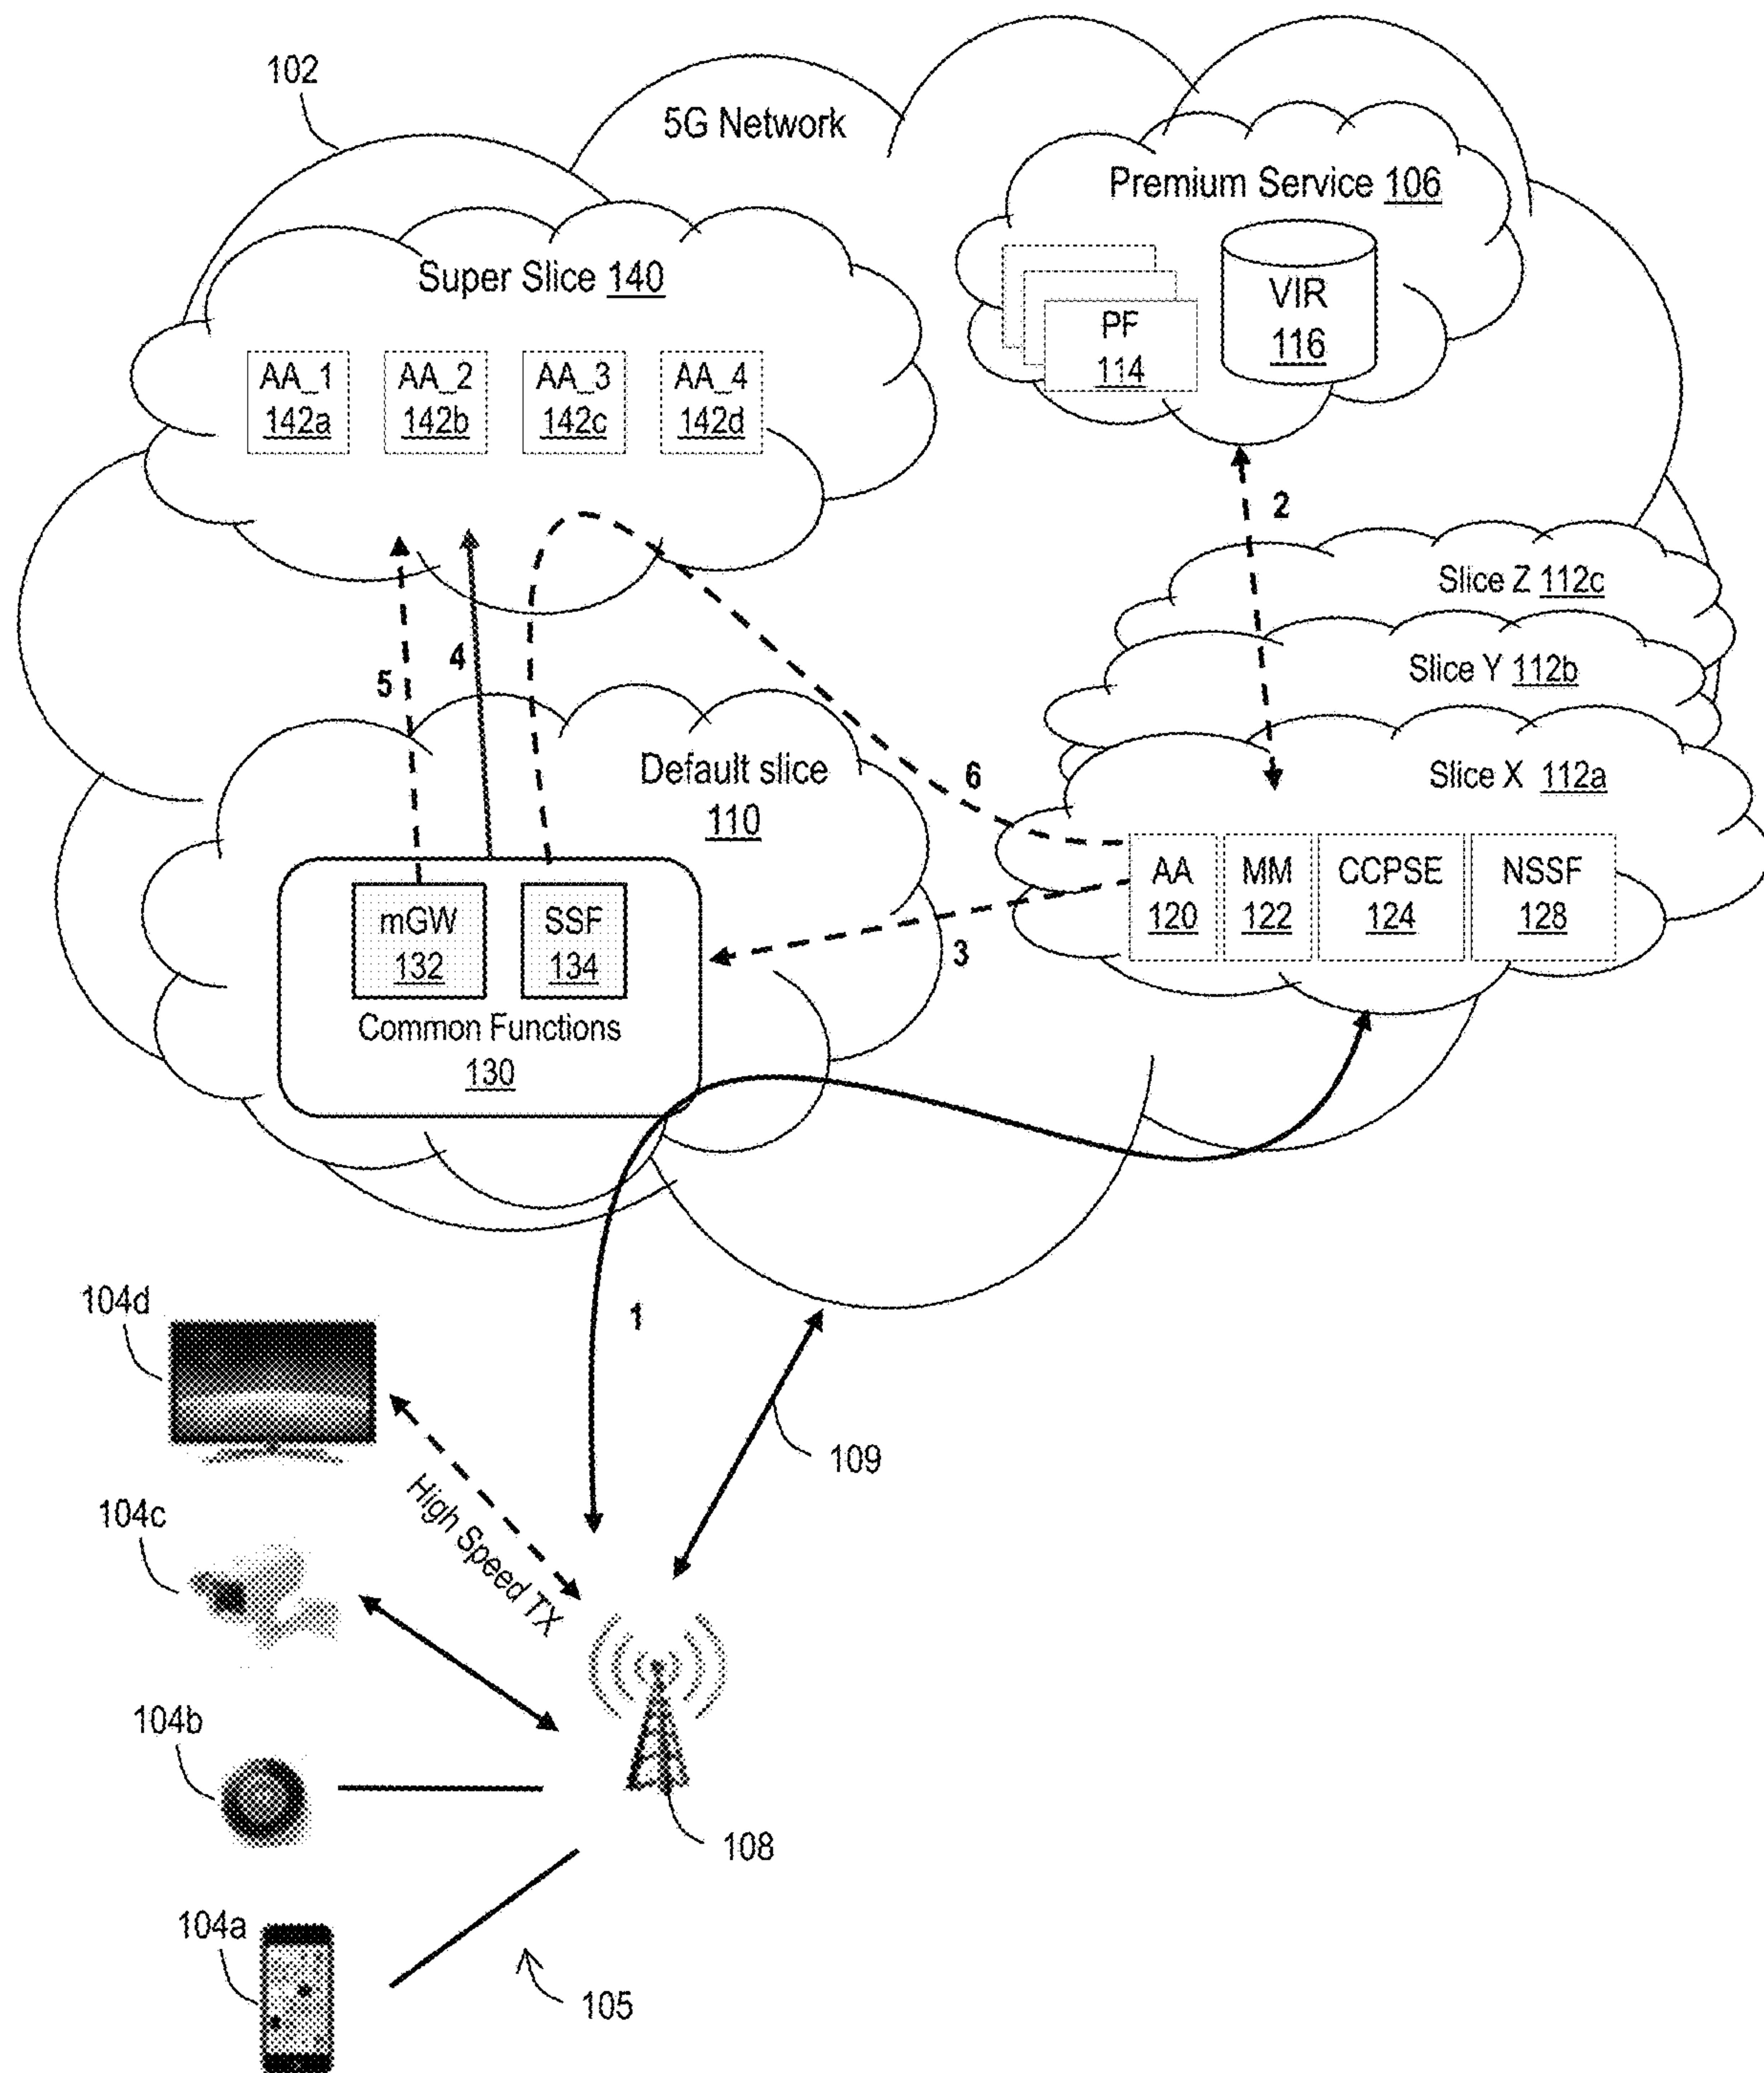 102
5G Network
Premium Service 106
VIR
116
PF
114
Super Slice 140
AA_1
142a
AA_2
142b
AA_3
142c
AA_4
142d
2
Slice Z 112c
Slice Y 112b
Slice X 112a
5
4
6
Default slice
110
AA
120
MM
122
CCPSE
124
NSSF
128
mGW
132
SSF
134
3
Common Functions
130
1
104d
109
High Speed TX
104c
104b
108
104a
105